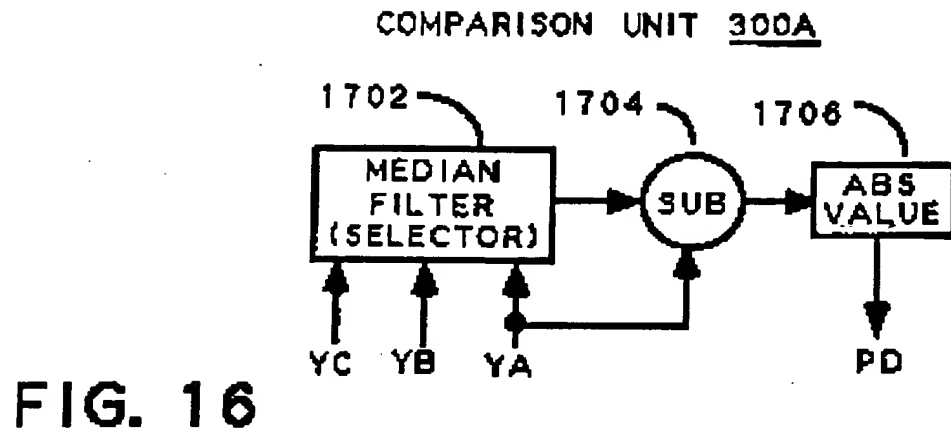 COMPARISON UNIT 300A
1702
1704
1706
MEDIAN
FILTER
(SELECTOR)
SUB
ABS
VALUE
YC YB YA
PD
FIG. 16